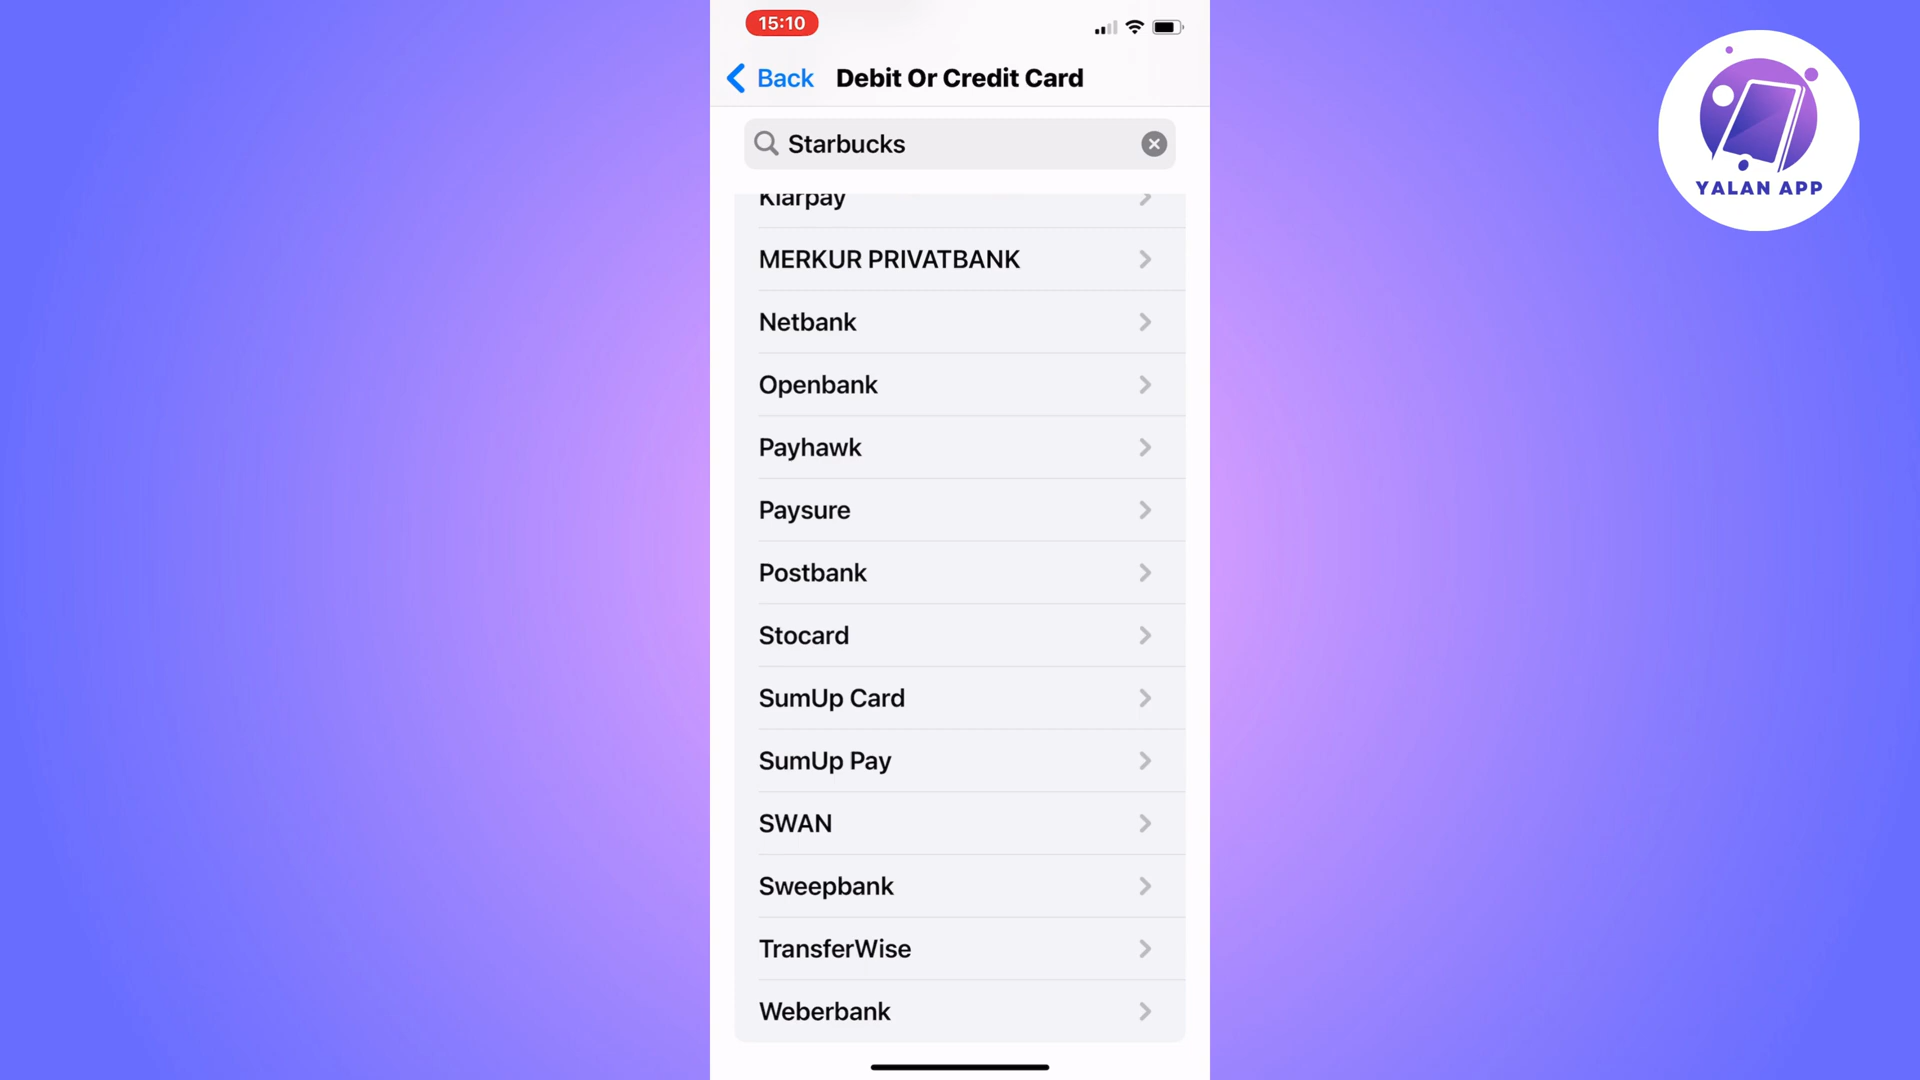 15:10
Back Debit Or Credit Card
Starbucks
Klarpay
MERKUR PRIVATBANK
Netbank
Openbank
Payhawk
Paysure
Postbank
Stocard
SumUp Card
SumUp Pay
SWAN
Sweepbank
TransferWise
Weberbank
YALAN APP